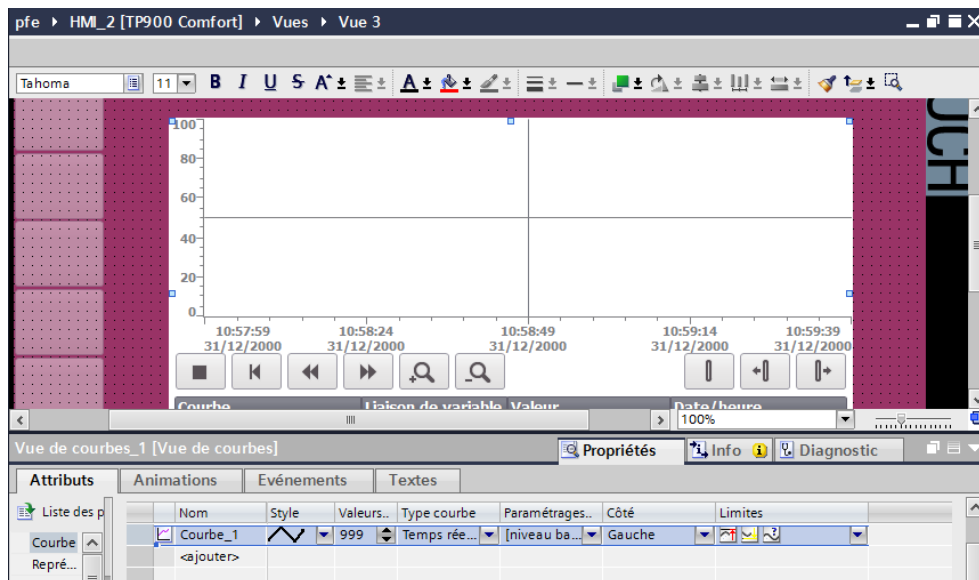 pfe ▸ HMI_2 [TP900 Comfort] ▸ Vues ▸ Vue 3
Tahoma 11 B I U S A A
OCH
100
80
60
40
20
0
10:57:59 10:58:24 10:58:49 10:59:14 10:59:39
31/12/2000 31/12/2000 31/12/2000 31/12/2000 31/12/2000
Courbe Liaison de variable Valeur Date/heure
100%
Vue de courbes_1 [Vue de courbes] Propriétés Info Diagnostic
Attributs Animations Evénements Textes
Liste des p
Nom Style Valeurs.. Type courbe Paramétrages.. Côté Limites
Courbe Courbe_1 999 Temps rée... [niveau ba... Gauche
<ajouter>
Repré...